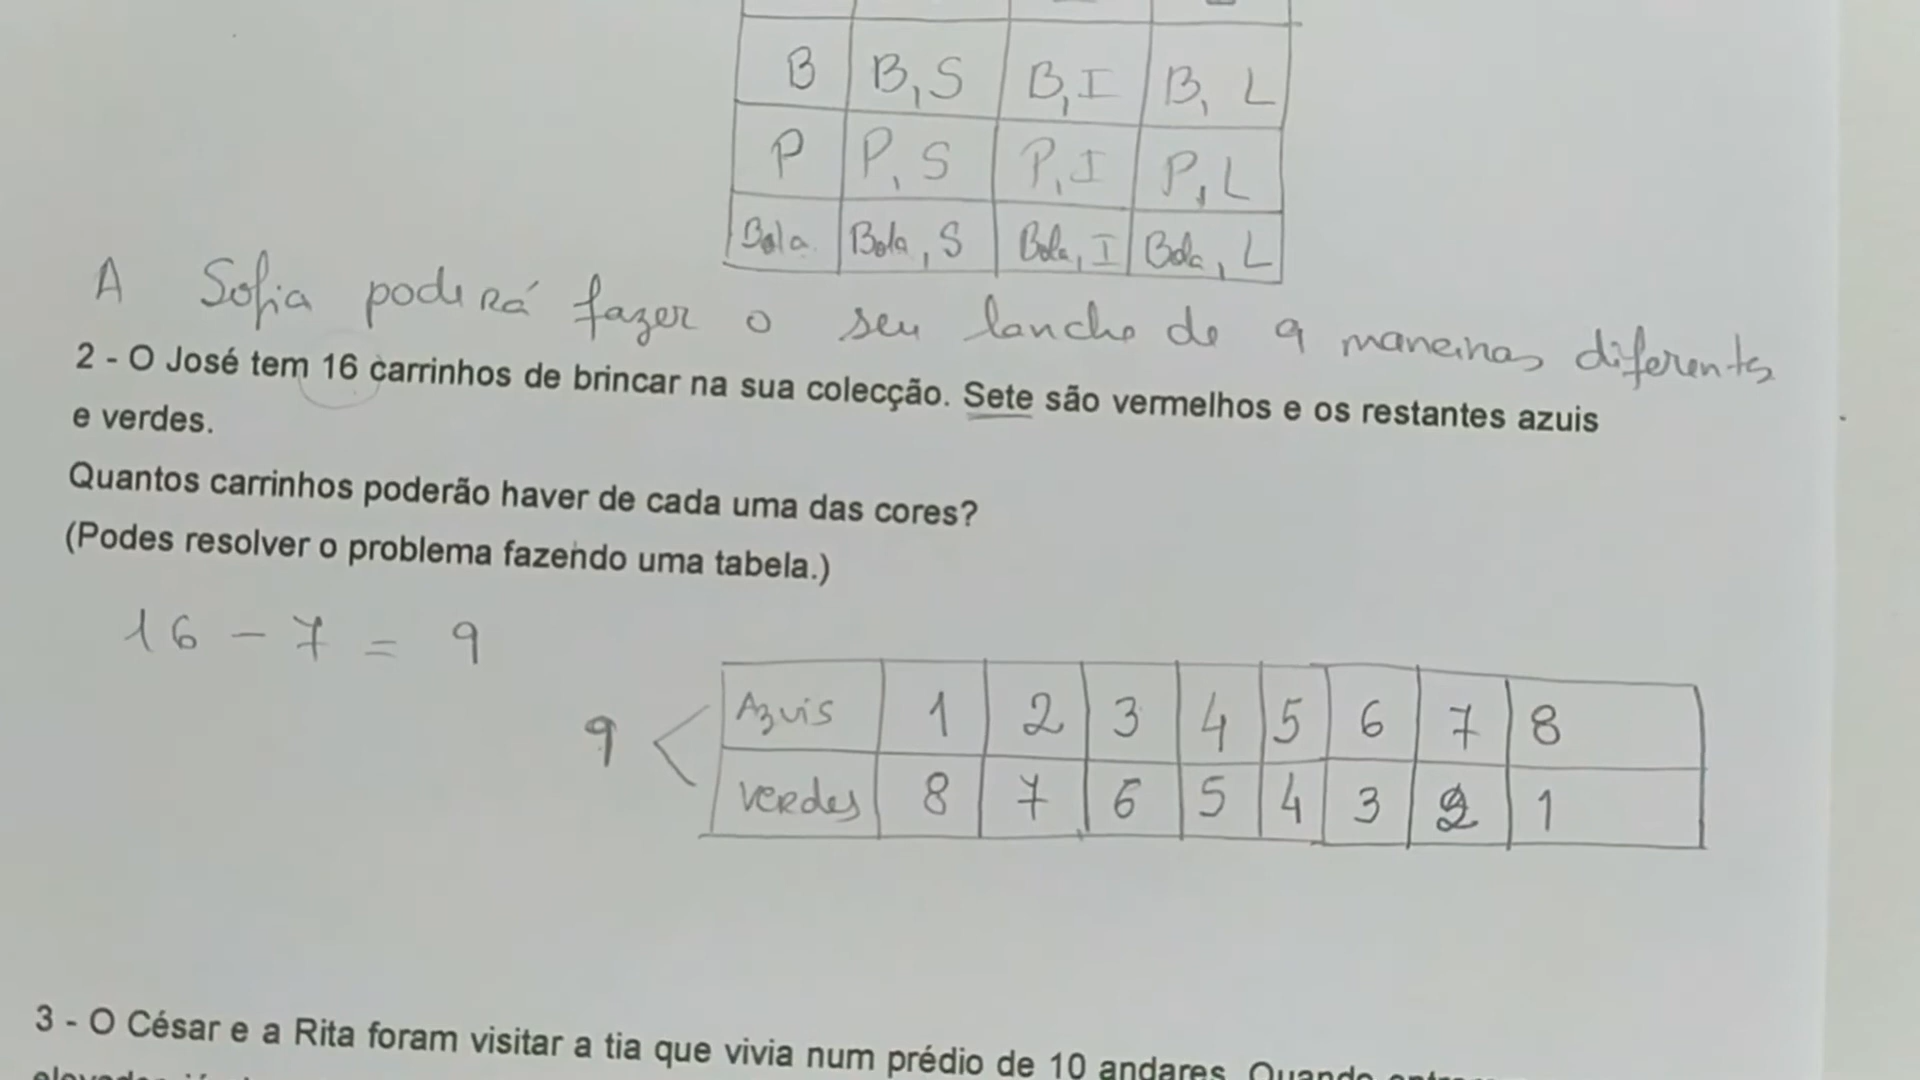 B B,S B,I B, L
P P,S P,I P,L
Bola Bola,S Bola,I Bola,L
A Sofia poderá fazer o seu lanche de 9 maneiras diferentes
2 - O José tem 16 carrinhos de brincar na sua colecção. Sete são vermelhos e os restantes azuis
e verdes.
Quantos carrinhos poderão haver de cada uma das cores?
(Podes resolver o problema fazendo uma tabela.)
16 - 7 = 9
9 <
Azuis 1 2 3 4 5 6 7 8
Verdes 8 7 6 5 4 3 2 1
3 - O César e a Rita foram visitar a tia que vivia num prédio de 10 andares. Quando